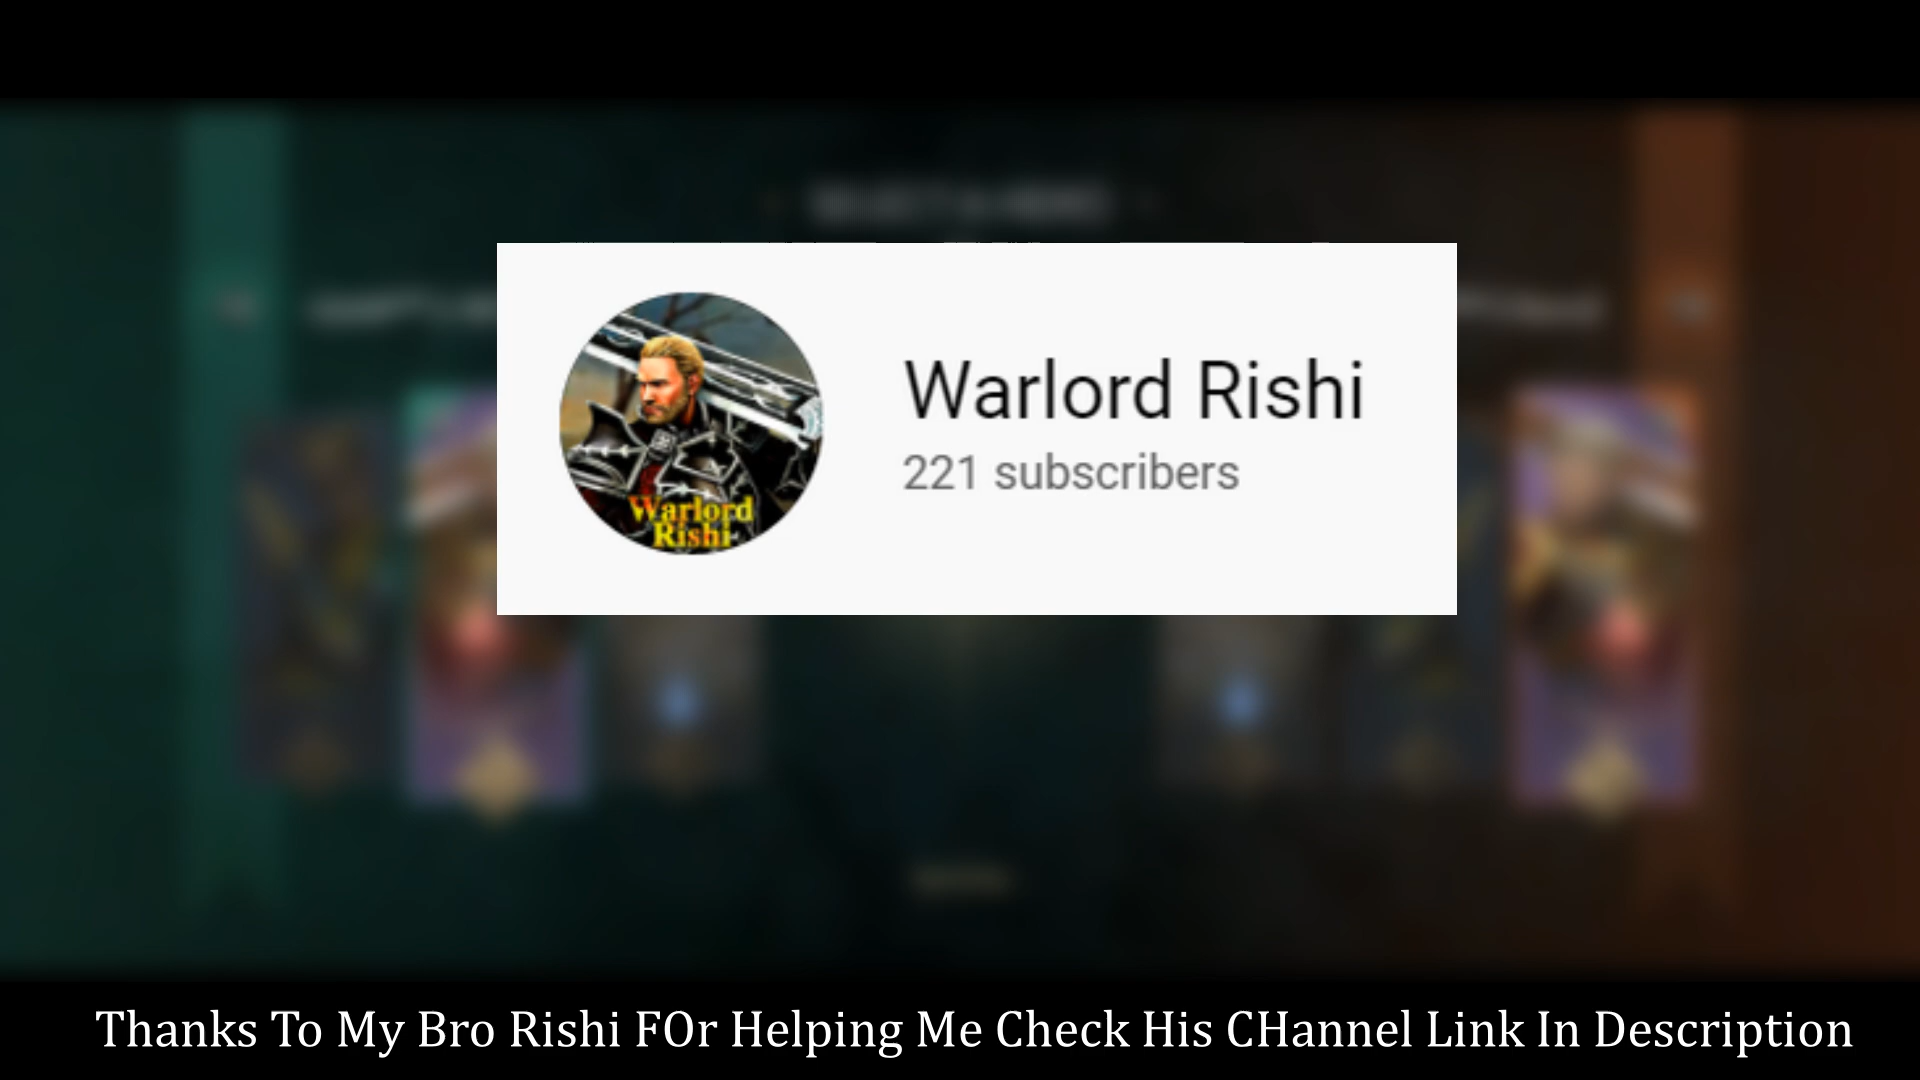 Warlord Rishi
221 subscribers
Warlord
Rishi
Thanks To My Bro Rishi FOr Helping Me Check His CHannel Link In Description